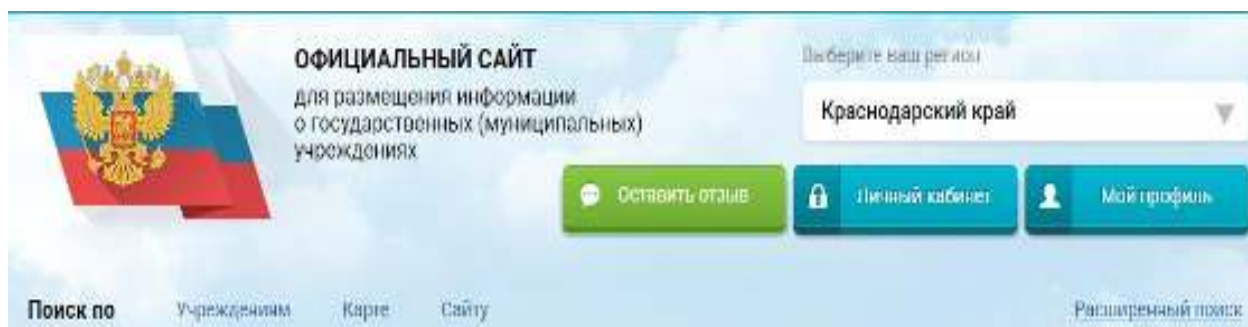 ОФИЦИАЛЬНЫЙ САЙТ
для размещения информации
о государственных (муниципальных)
учреждениях
Выберите ваш регион
Краснодарский край
Оставить отзыв
Личный кабинет
Мой профиль
Поиск по Учреждениям Карте Сайту Расширенный поиск